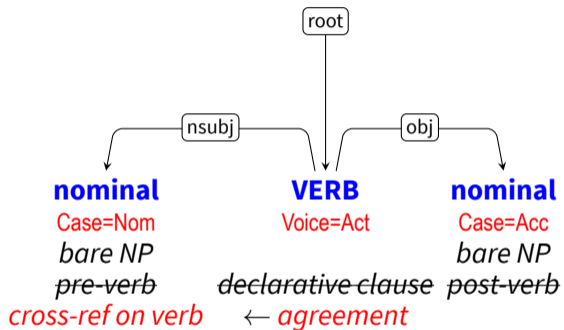 root
nsubj obj
nominal VERB nominal
Case=Nom Voice=Act Case=Acc
bare NP bare NP
pre-verb declarative clause post-verb
cross-ref on verb ← agreement